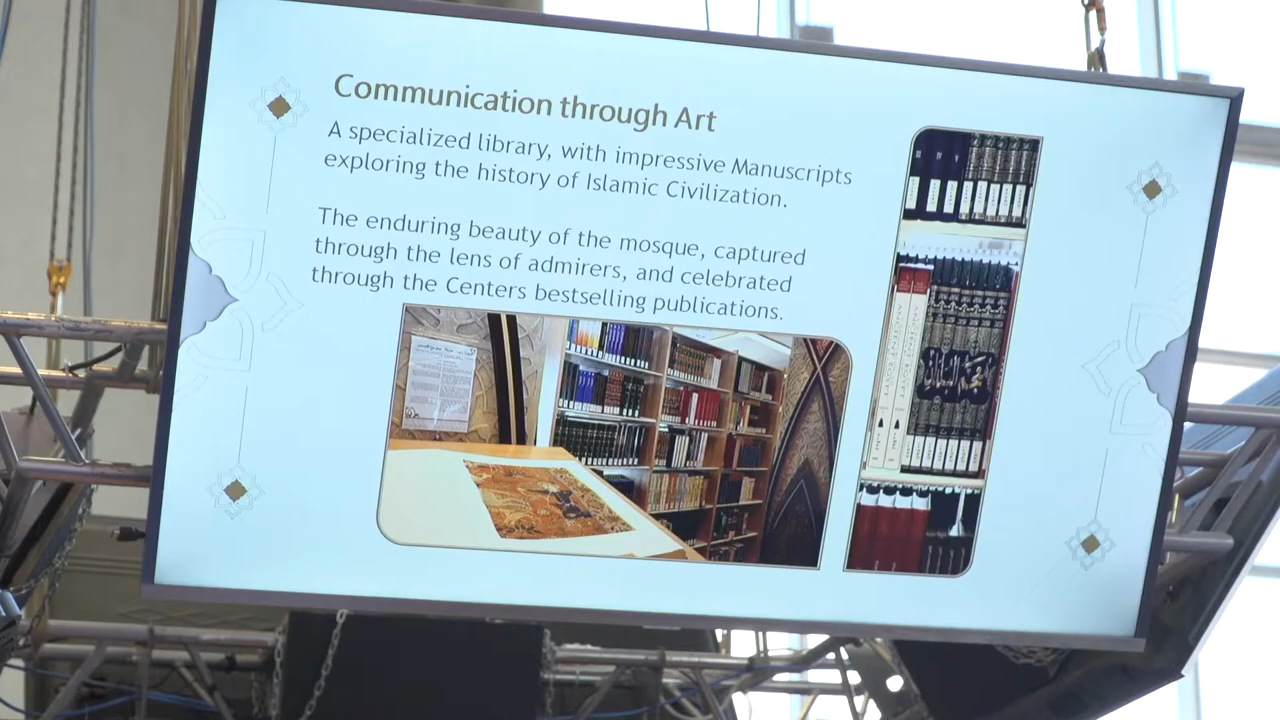 Communication through Art
A specialized library, with impressive Manuscripts
exploring the history of Islamic Civilization.
The enduring beauty of the mosque, captured
through the lens of admirers, and celebrated
through the Centers bestselling publications.